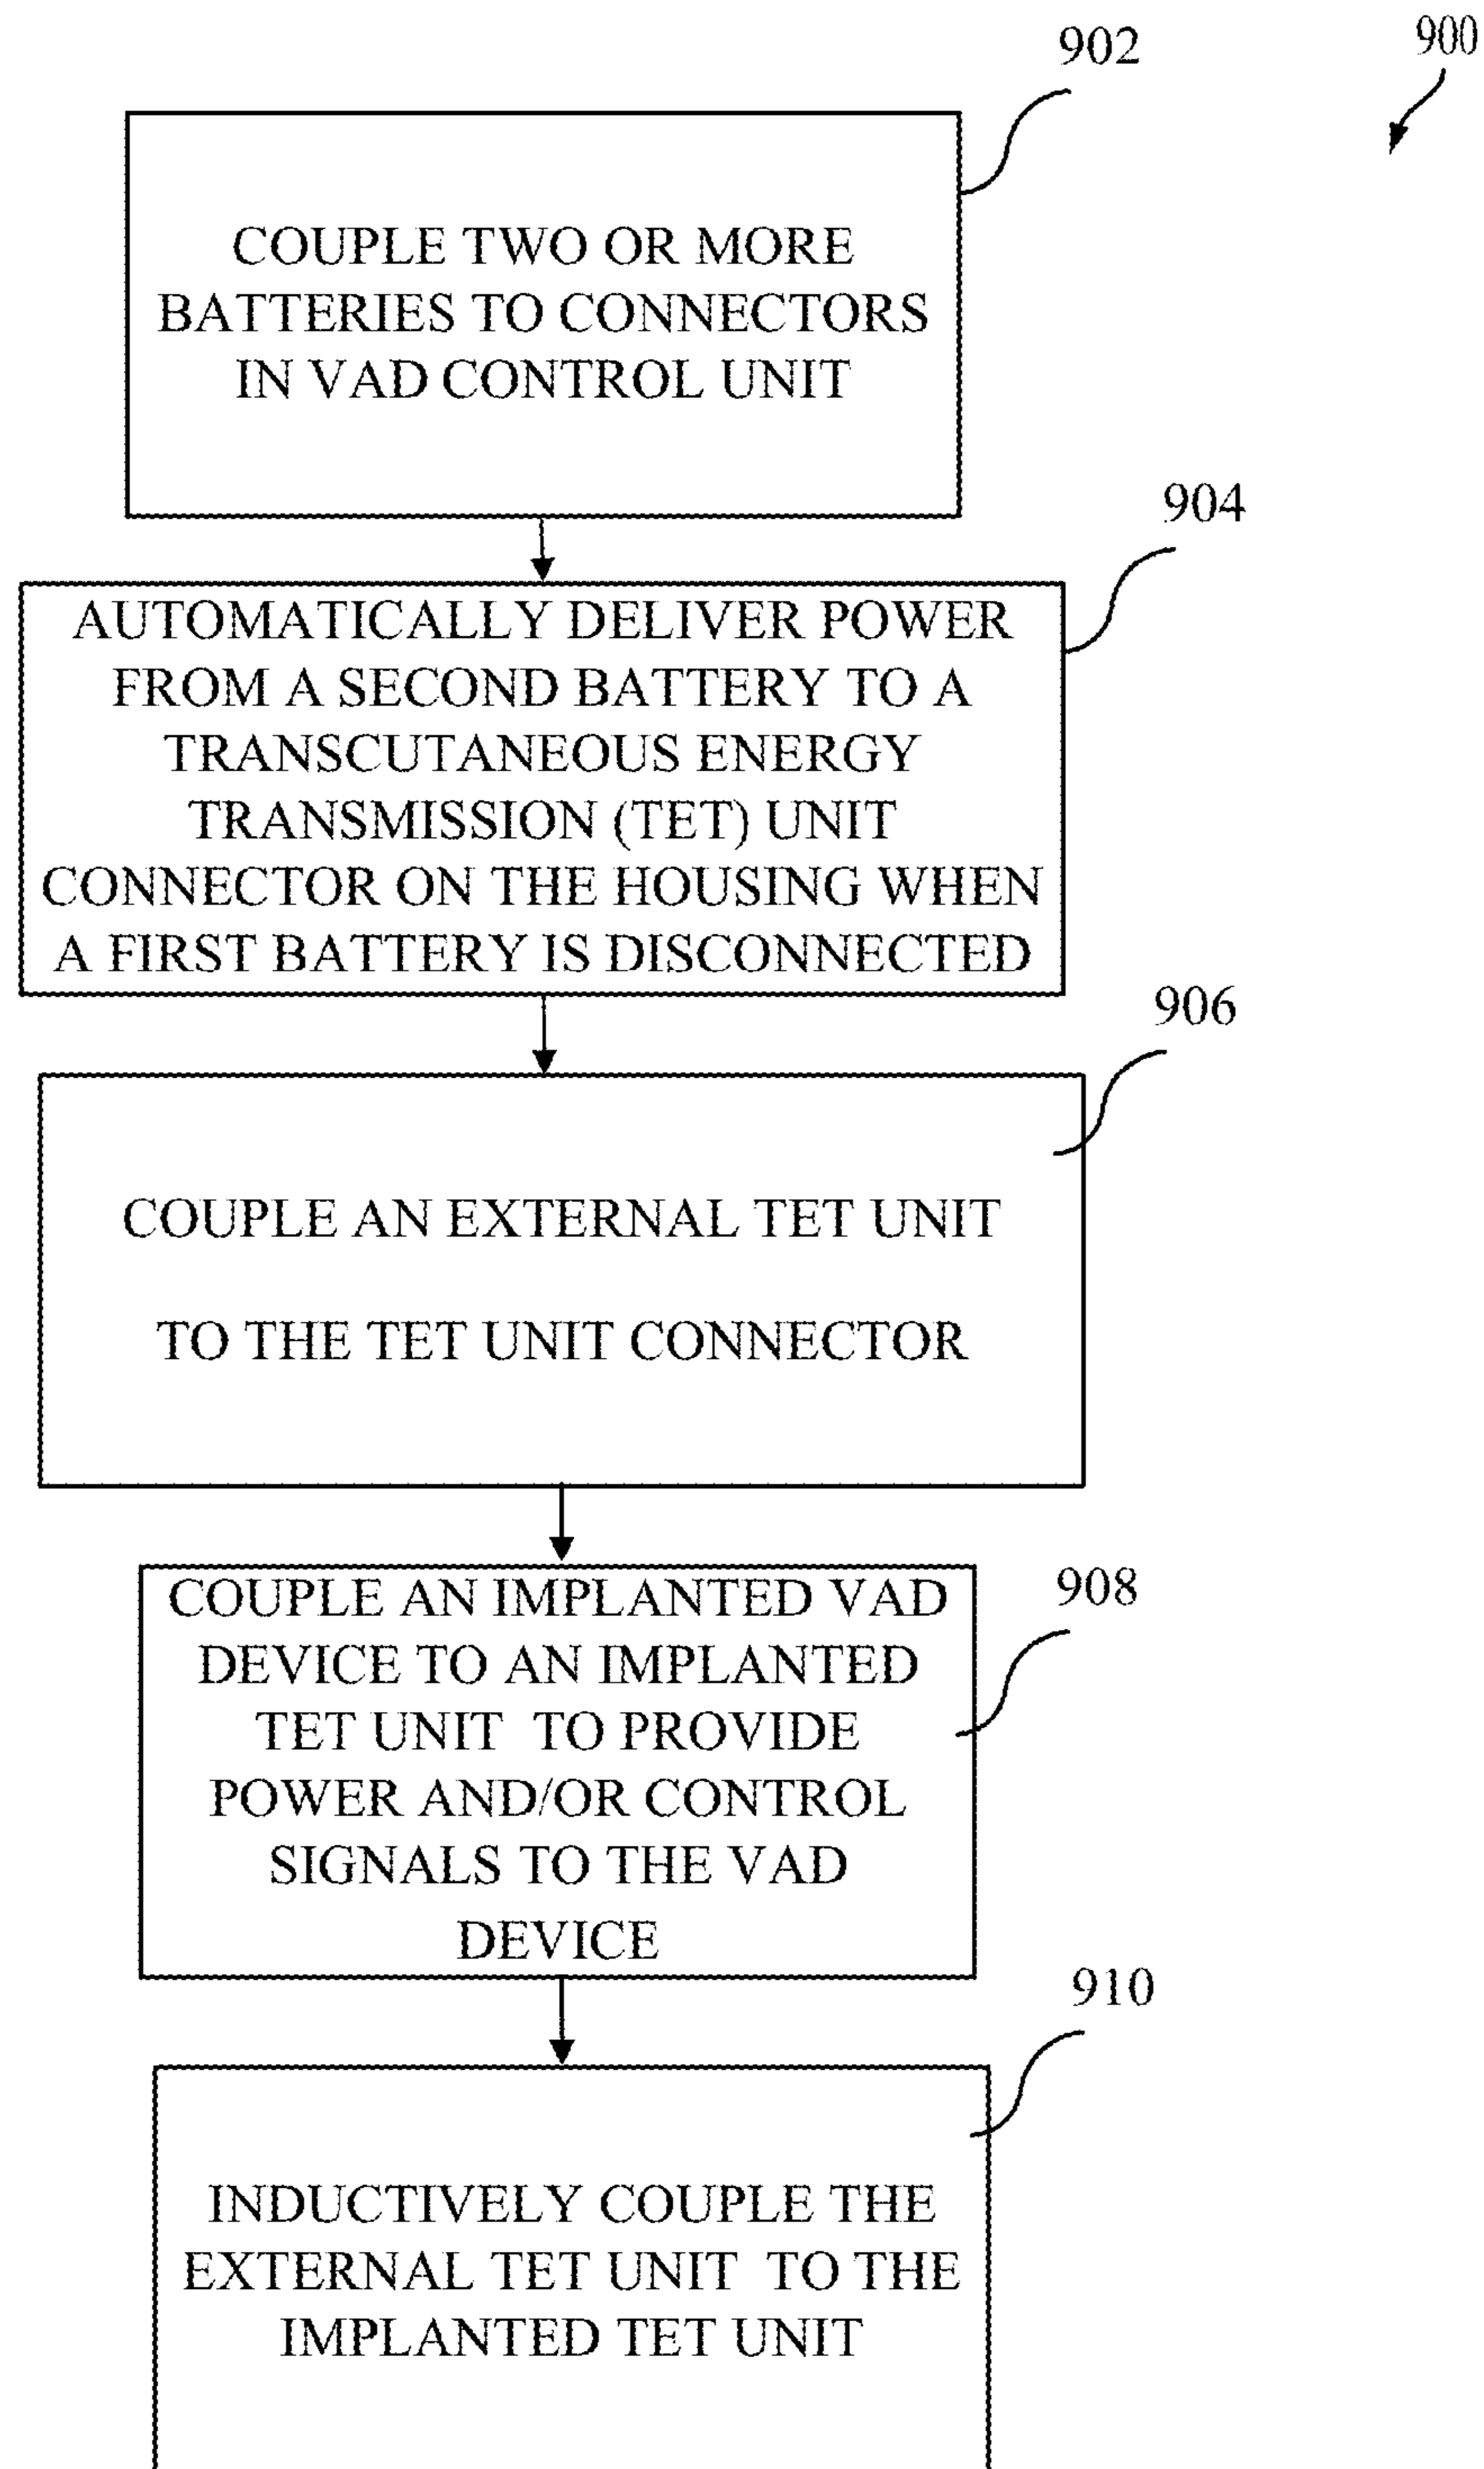 900
902
COUPLE TWO OR MORE
BATTERIES TO CONNECTORS
IN VAD CONTROL UNIT
904
AUTOMATICALLY DELIVER POWER
FROM A SECOND BATTERY TO A
TRANSCUTANEOUS ENERGY
TRANSMISSION (TET) UNIT
CONNECTOR ON THE HOUSING WHEN
A FIRST BATTERY IS DISCONNECTED
906
COUPLE AN EXTERNAL TET UNIT
TO THE TET UNIT CONNECTOR
908
COUPLE AN IMPLANTED VAD
DEVICE TO AN IMPLANTED
TET UNIT TO PROVIDE
POWER AND/OR CONTROL
SIGNALS TO THE VAD
DEVICE
910
INDUCTIVELY COUPLE THE
EXTERNAL TET UNIT TO THE
IMPLANTED TET UNIT